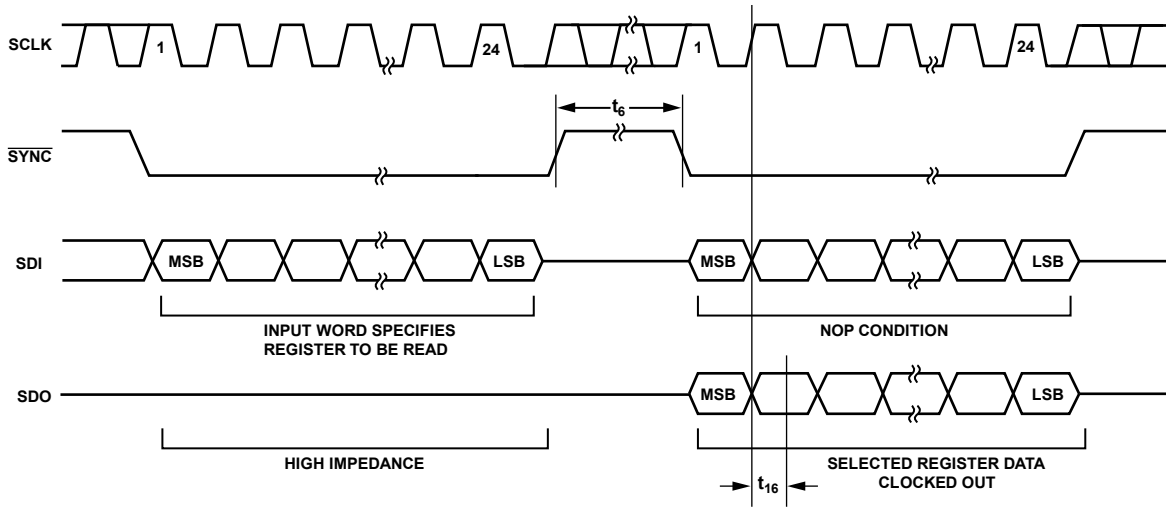 SCLK
1
24
1
24
t6
SYNC
SDI
MSB
LSB
MSB
LSB
INPUT WORD SPECIFIES
REGISTER TO BE READ
NOP CONDITION
SDO
MSB
LSB
HIGH IMPEDANCE
SELECTED REGISTER DATA
CLOCKED OUT
t16